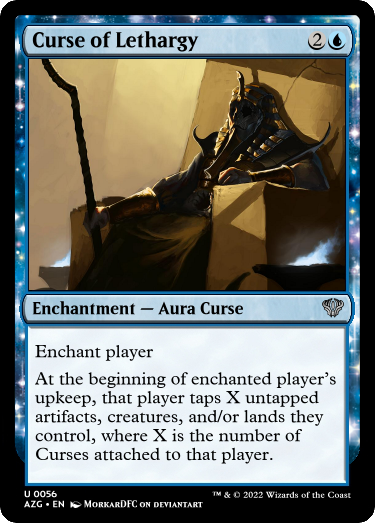 Curse of Lethargy 2
Enchantment — Aura Curse
Enchant player
At the beginning of enchanted player's
upkeep, that player taps X untapped
artifacts, creatures, and/or lands they
control, where X is the number of
Curses attached to that player.
U 0056
AZG • EN MorkarDFC on deviantart
™ & © 2022 Wizards of the Coast